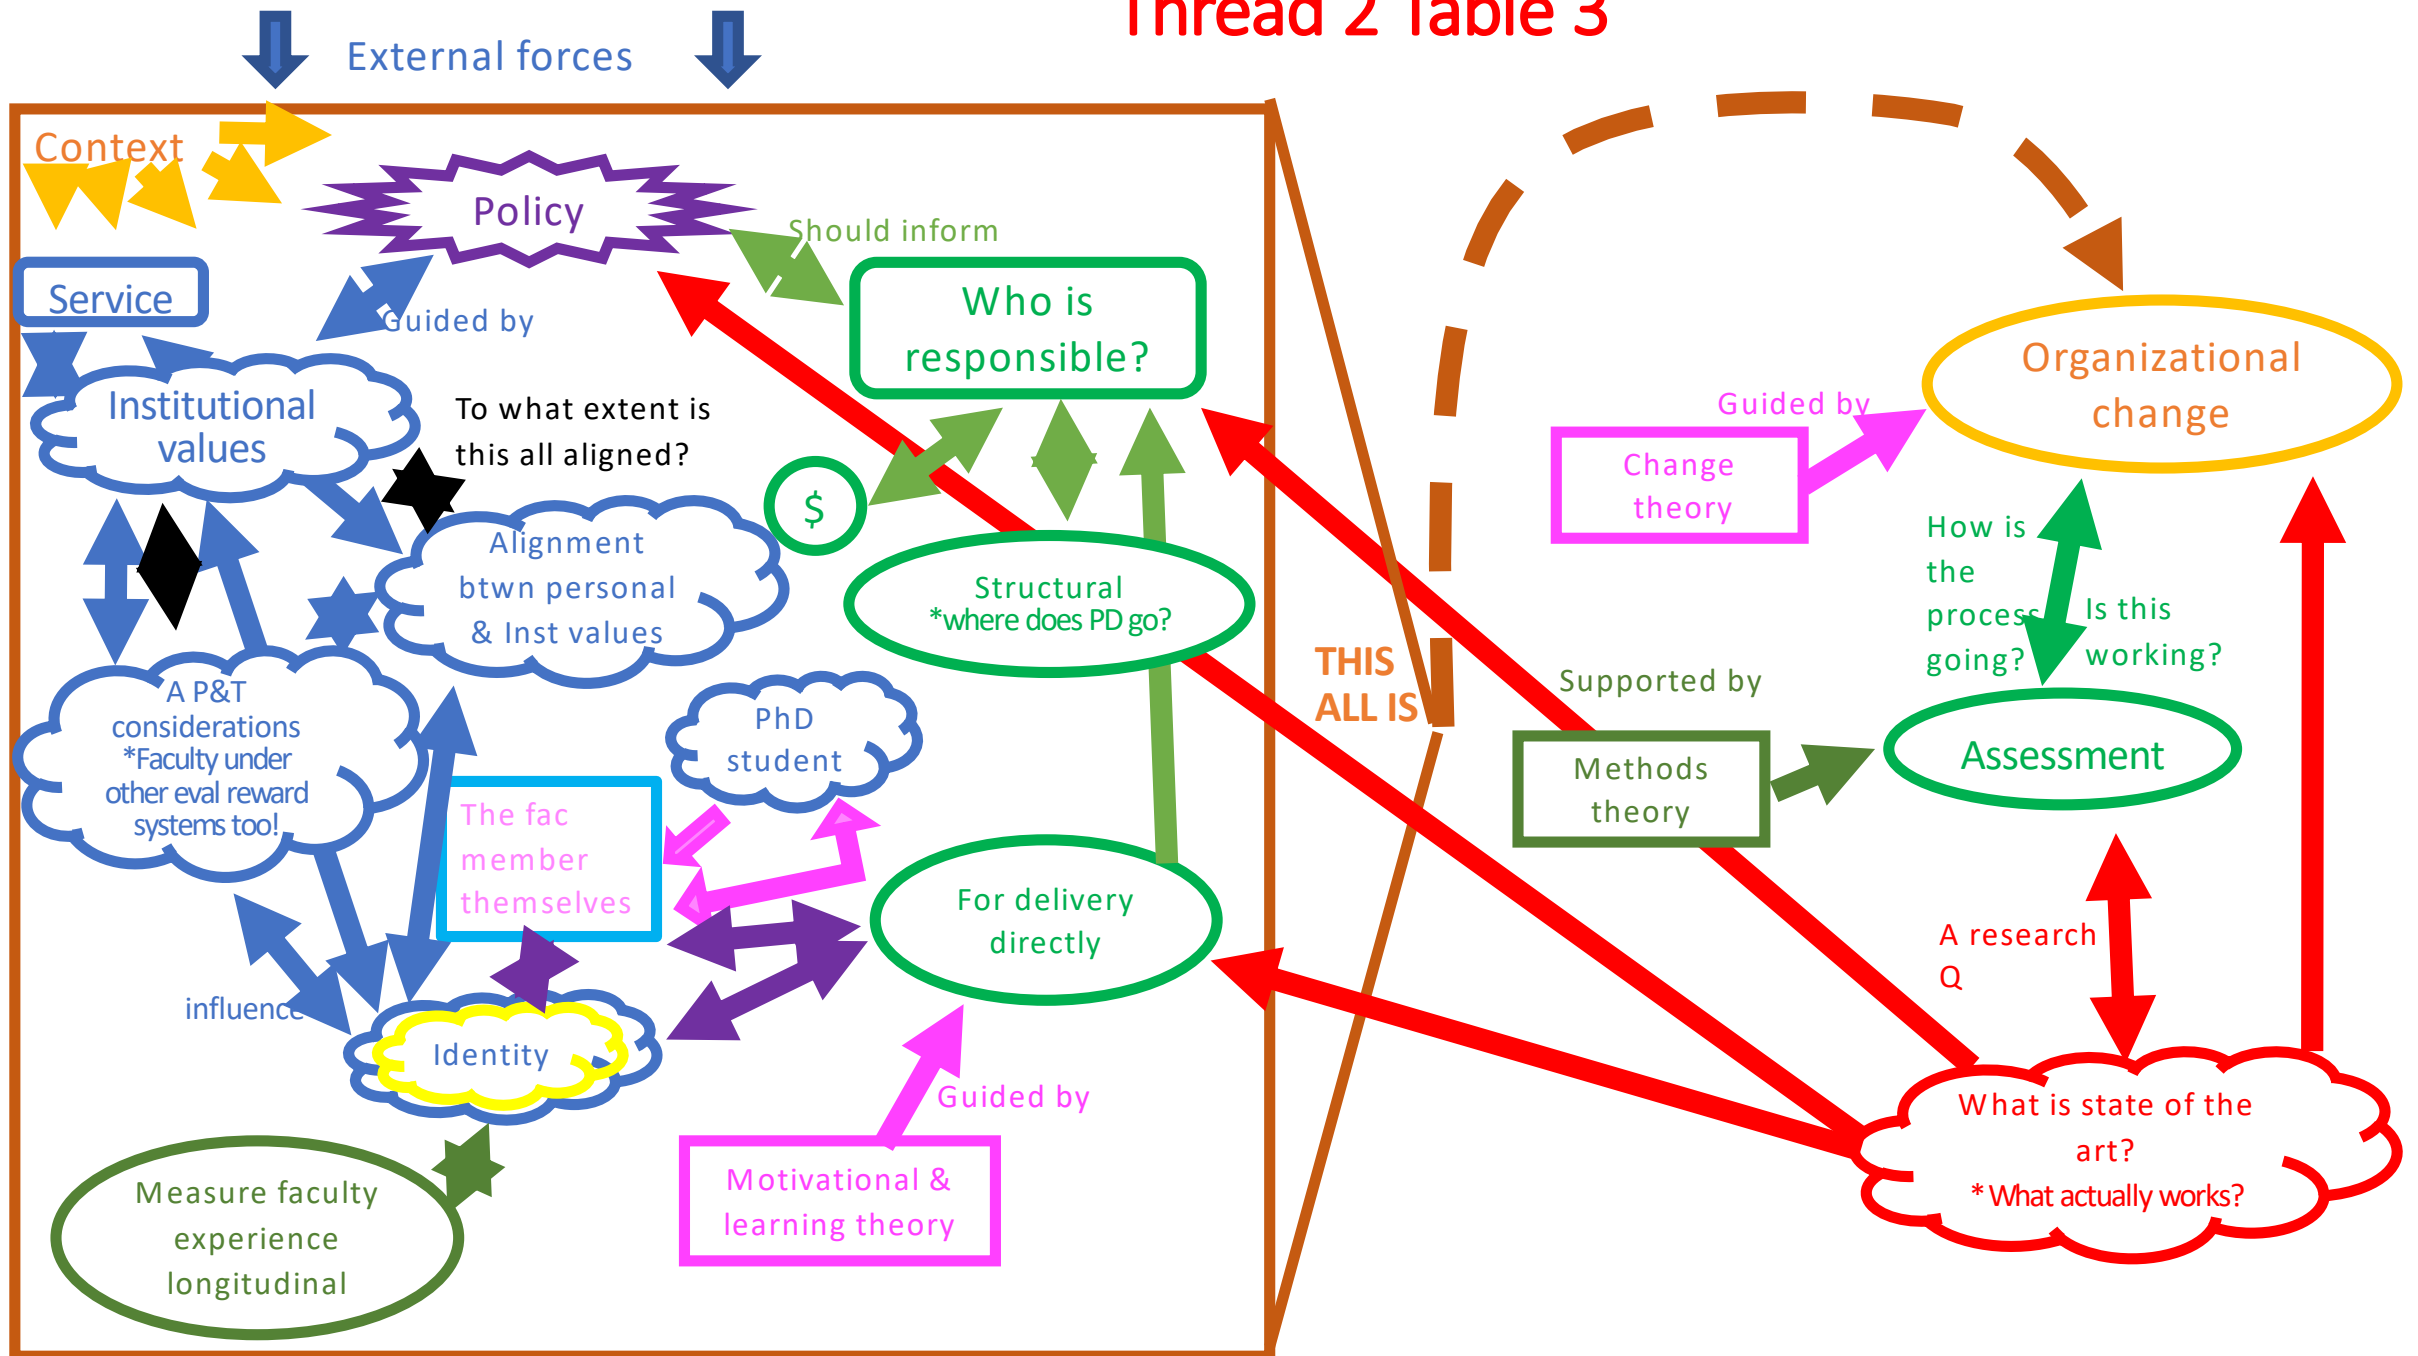 Thread 2 Table 3
External forces
Context
Policy
Should inform
Service
Guided by
Who is
responsible?
Institutional
values
To what extent is
this all aligned?
$
Alignment
btwn personal
& Inst values
Structural
*where does PD go?
A P&T
considerations
*Faculty under
other eval reward
systems too!
PhD
student
The fac
member
themselves
For delivery
directly
influence
Identity
Guided by
Motivational &
learning theory
Measure faculty
experience
longitudinal
THIS
ALL IS
Organizational
change
Guided by
Change
theory
How is
the
process
going?
Is this
working?
Supported by
Methods
theory
Assessment
A research
Q
What is state of the
art?
* What actually works?